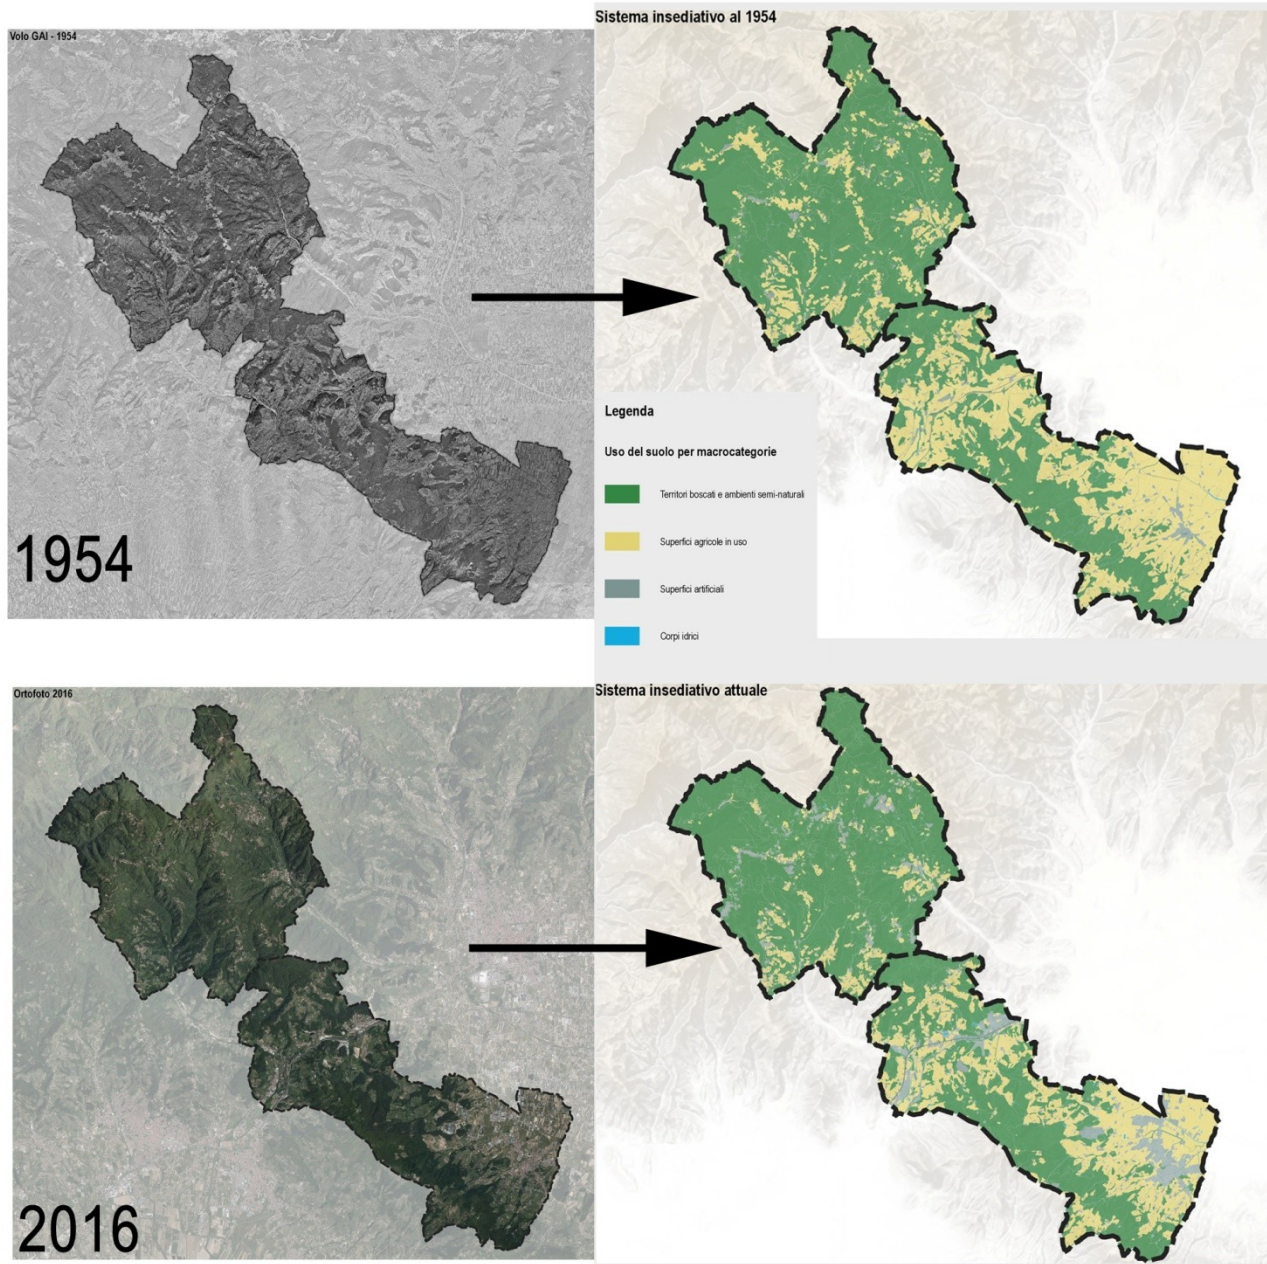 Volo GAI - 1954
Sistema insediativo al 1954
1954
Legenda
Uso del suolo per macrocategorie
Territori boscati e ambienti semi-naturali
Superfici agricole in uso
Superfici artificiali
Corpi idrici
Ortofoto 2016
Sistema insediativo attuale
2016